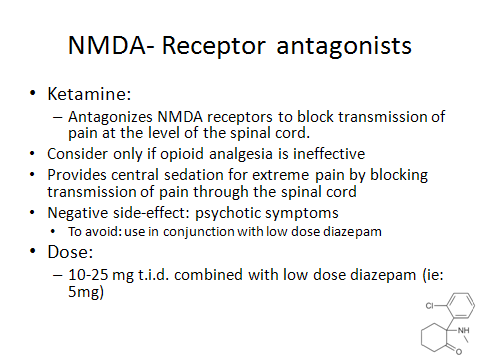 NMDA- Receptor antagonists
• Ketamine:
– Antagonizes NMDA receptors to block transmission of
pain at the level of the spinal cord.
• Consider only if opioid analgesia is ineffective
• Provides central sedation for extreme pain by blocking
transmission of pain through the spinal cord
• Negative side-effect: psychotic symptoms
• To avoid: use in conjunction with low dose diazepam
• Dose:
– 10-25 mg t.i.d. combined with low dose diazepam (ie:
5mg)
Cl
NH
O